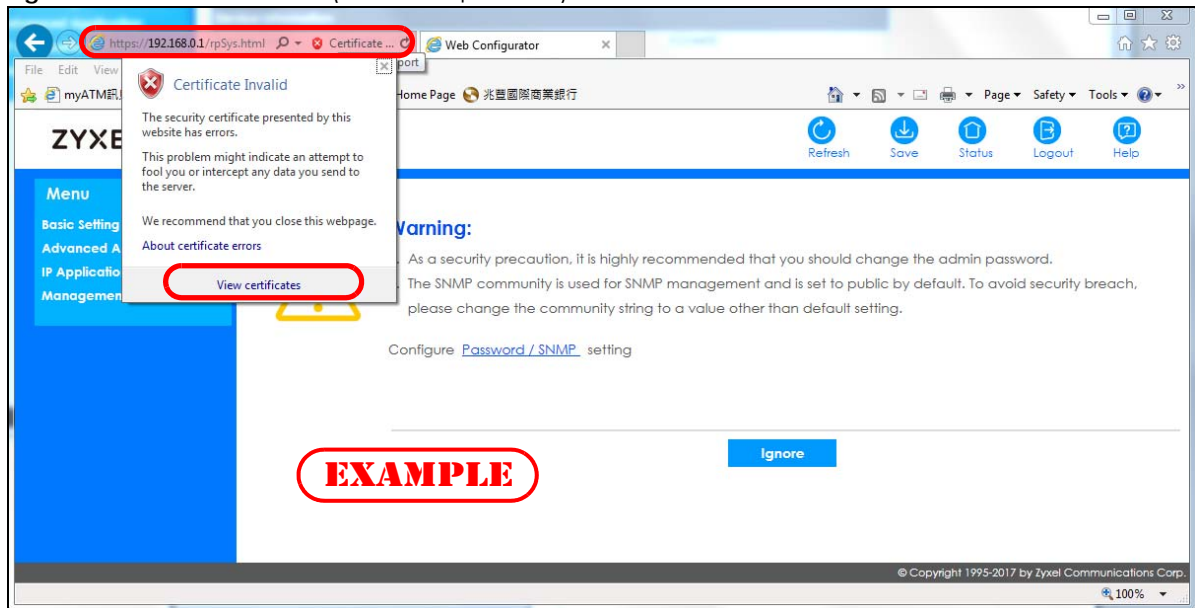 https://192.168.0.1/rpSys.html
Certificate ...
Web Configurator
File Edit View
Certificate Invalid
myATM訊
Home Page
兆豐國際商業銀行
Page Safety Tools
The security certificate presented by this
website has errors.
This problem might indicate an attempt to
fool you or intercept any data you send to
the server.
We recommend that you close this webpage.
About certificate errors
View certificates
ZYXE
Refresh Save Status Logout Help
Menu
Basic Setting
Advanced A
IP Applicatio
Managemen
Warning:
As a security precaution, it is highly recommended that you should change the admin password.
The SNMP community is used for SNMP management and is set to public by default. To avoid security breach,
please change the community string to a value other than default setting.
Configure Password / SNMP setting
Ignore
EXAMPLE
© Copyright 1995-2017 by Zyxel Communications Corp.
100%